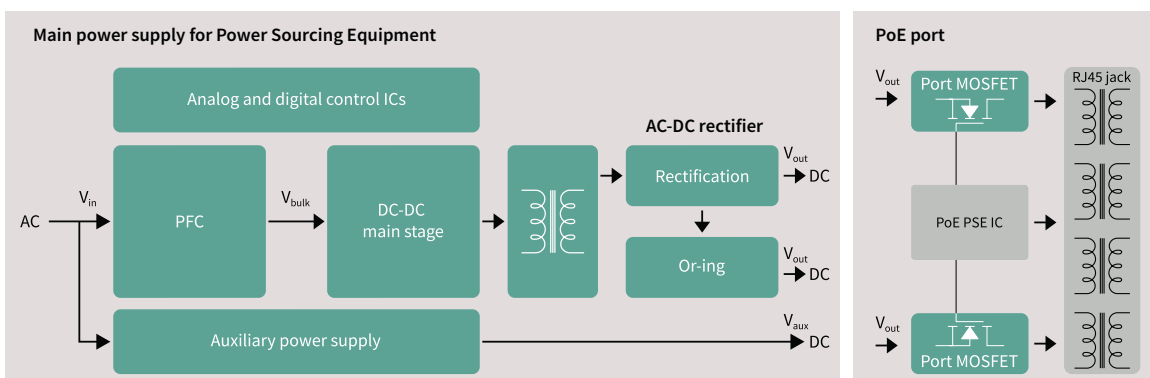 Main power supply for Power Sourcing Equipment
Analog and digital control ICs
AC-DC rectifier
AC
Vin
PFC
Vbulk
DC-DC
main stage
Rectification
Vout
DC
Or-ing
Vout
DC
Auxiliary power supply
Vaux
DC
PoE port
Vout
Port MOSFET
RJ45 jack
PoE PSE IC
Vout
Port MOSFET